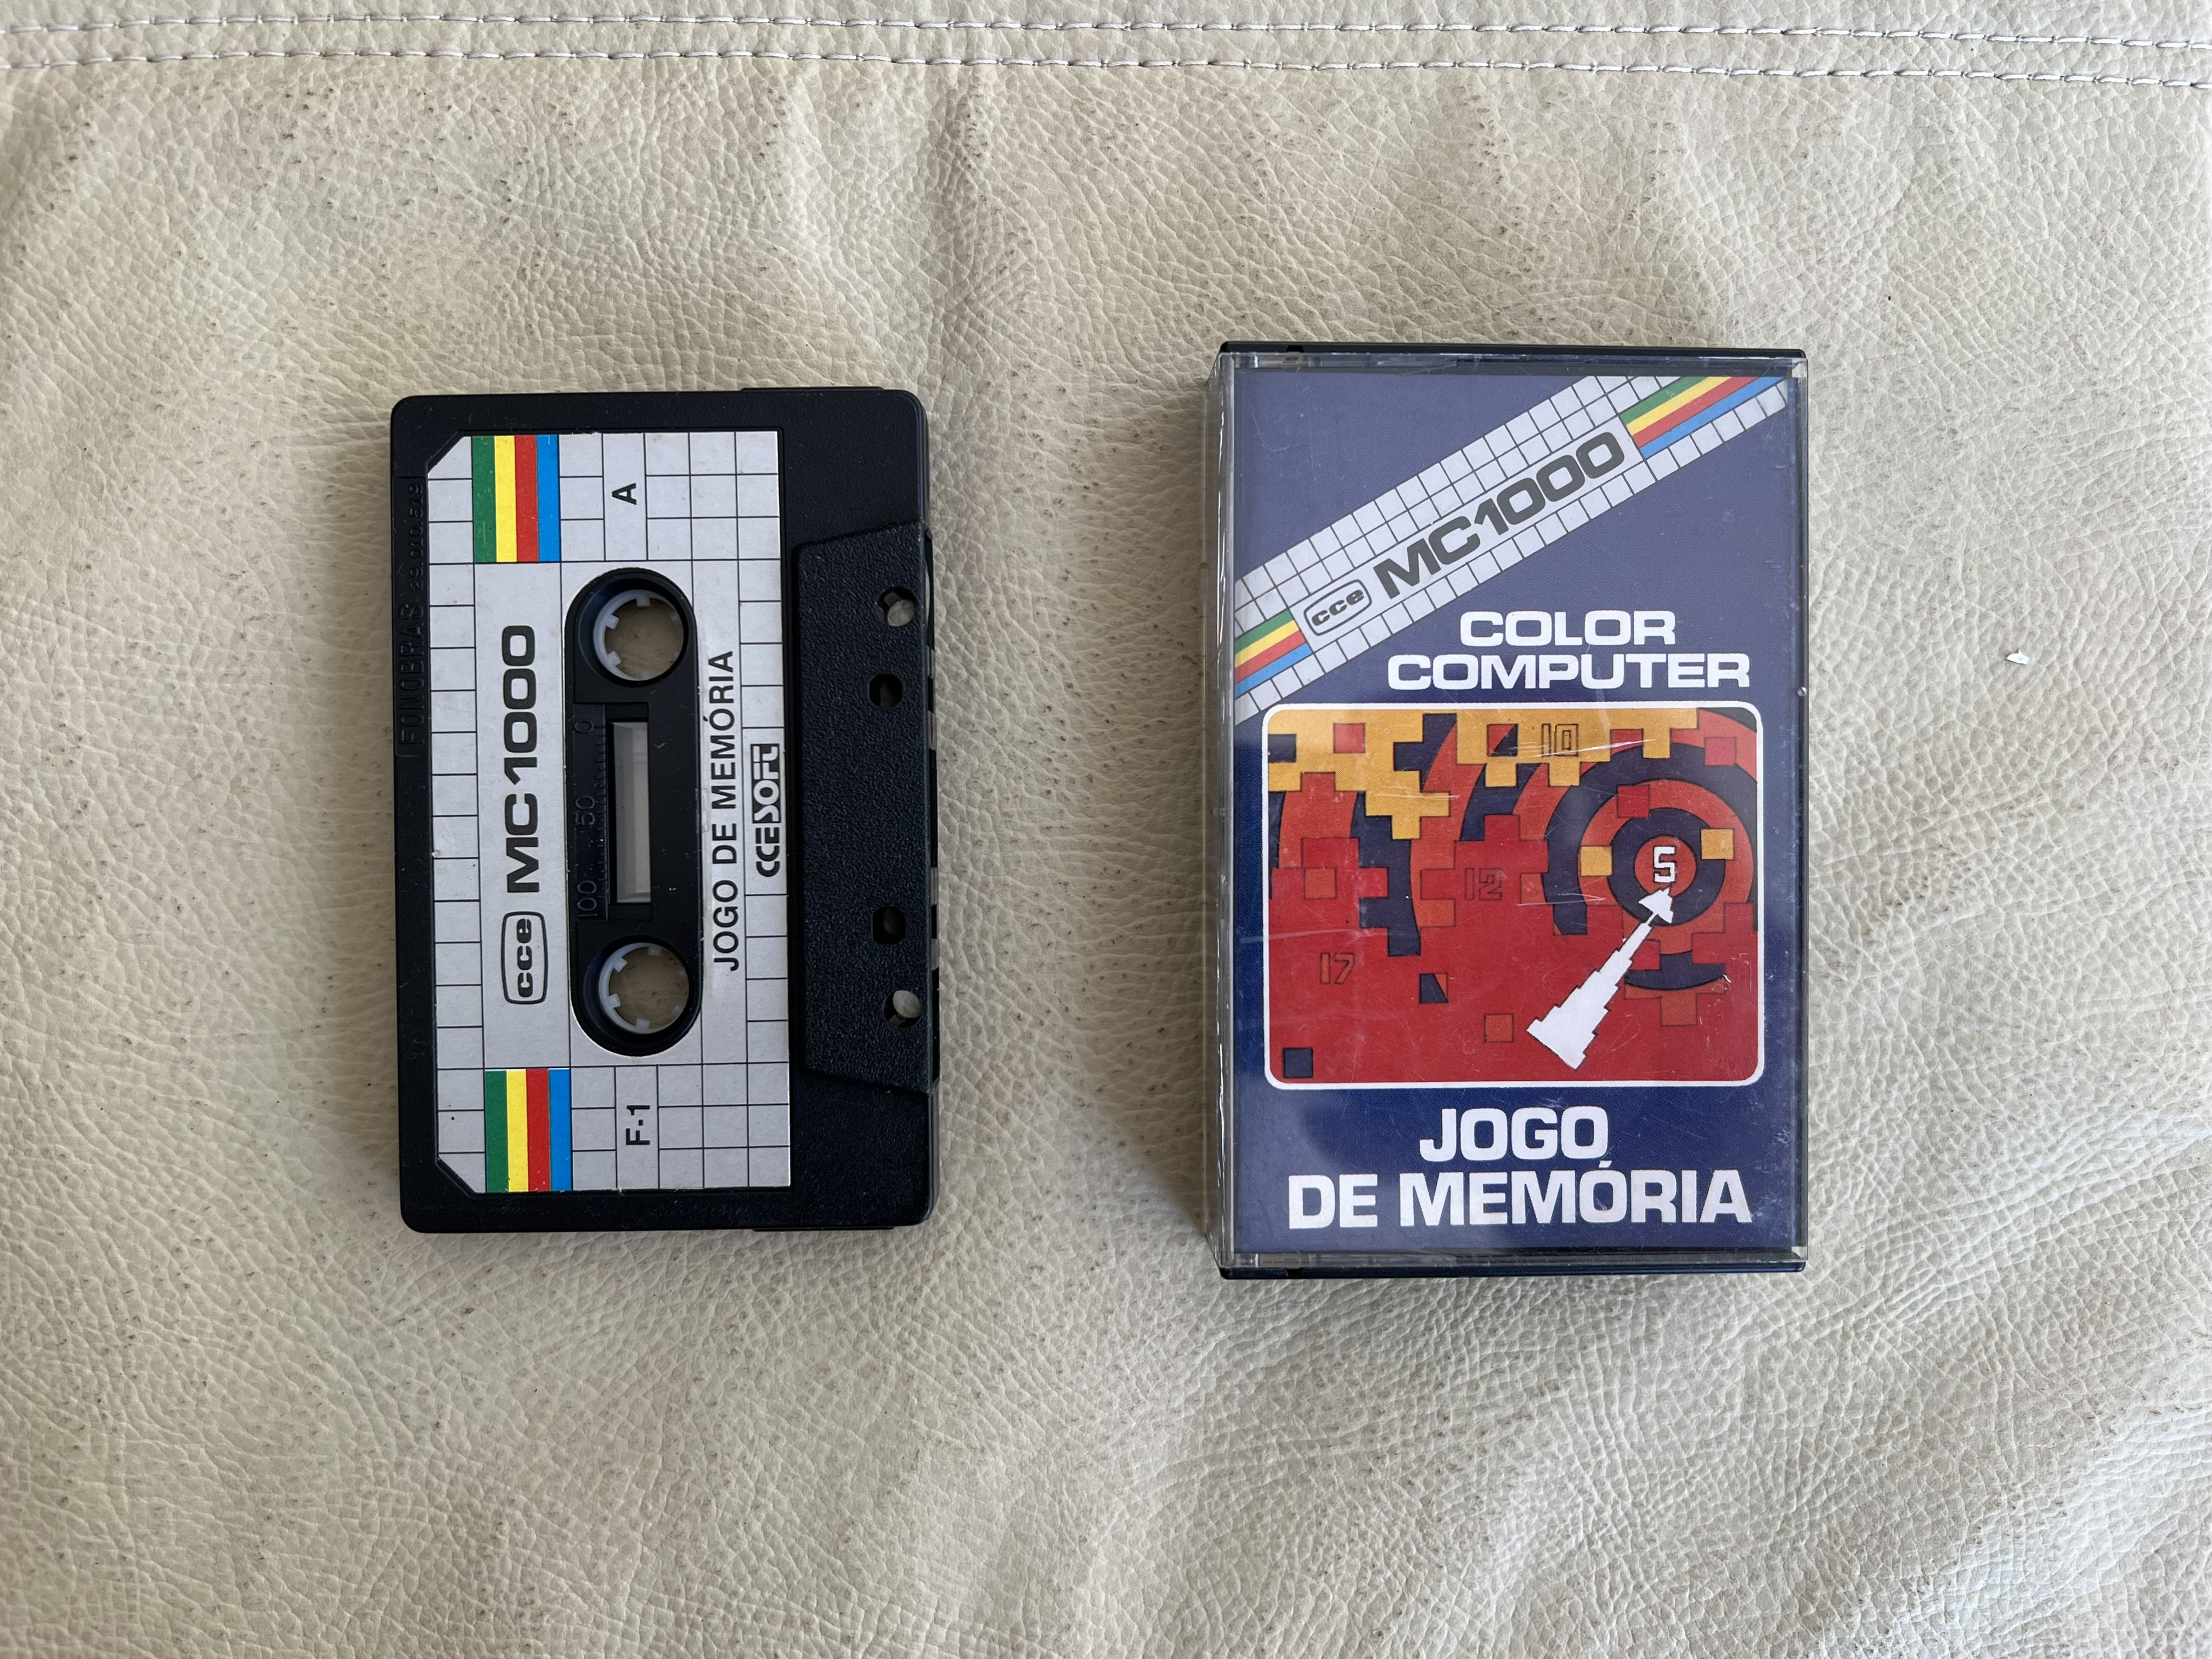 FONOBRAS
A
cce MC1000
0
50
100
JOGO DE MEMÓRIA
CCESOFT
F.1
cce MC1000
COLOR
COMPUTER
10
5
12
17
JOGO
DE MEMÓRIA